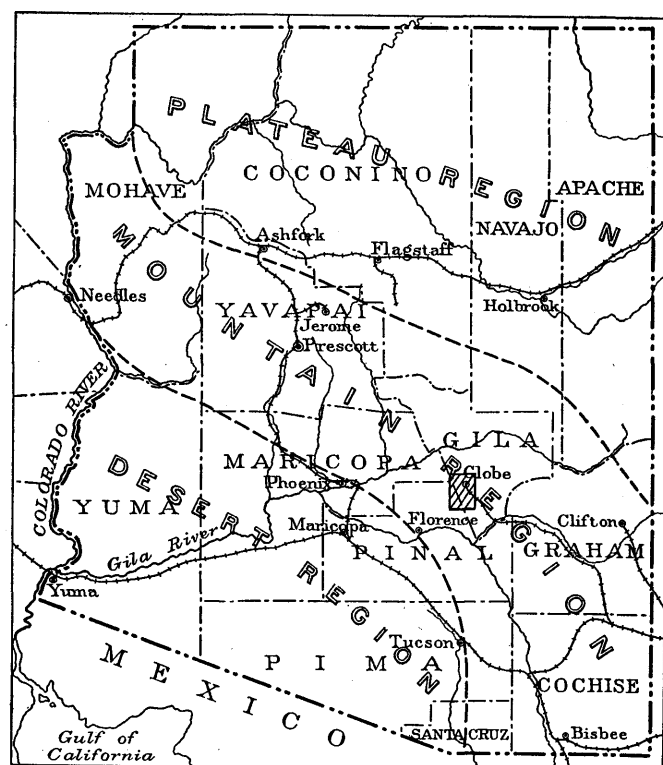 PLATEAU REGION
COCONINO
MOHAVE
APACHE
NAVAJO
Ashfork
Flagstaff
MOUNTAIN REGION
Needles
Holbrook
YAVAPAI
Jerome
Prescott
COLORADO RIVER
GILA
MARICOPA
Globe
Phoenix
DESERT REGION
YUMA
Florence
Clifton
Maricopa
Gila River
PINAL
GRAHAM
Yuma
Tucson
MEXICO
PIMA
COCHISE
SANTA CRUZ
Bisbee
Gulf of
California